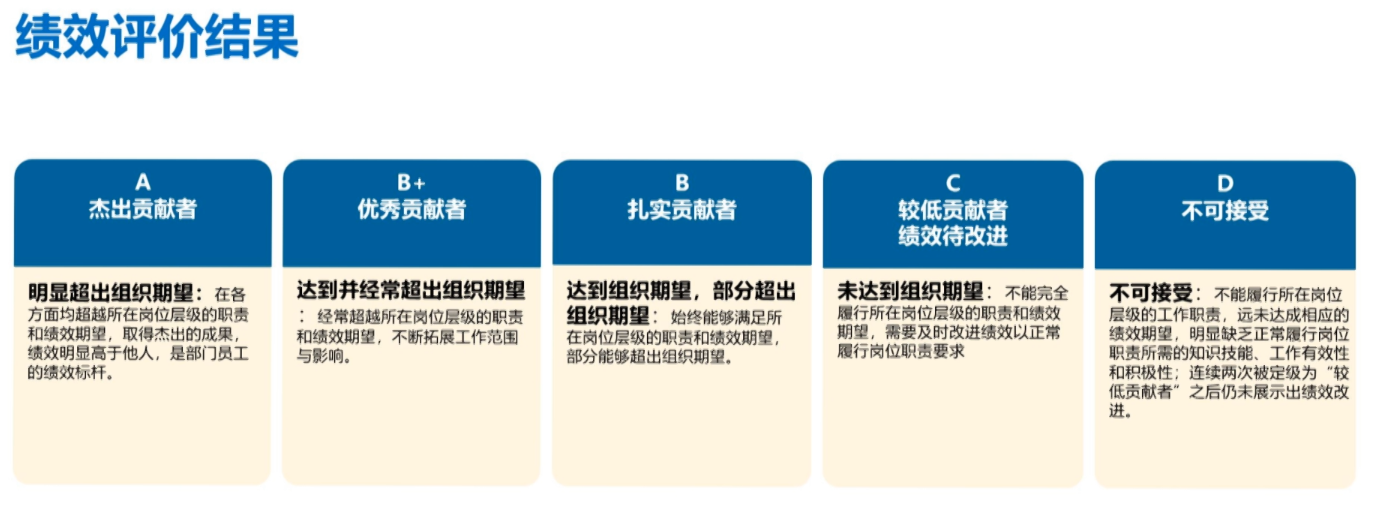 绩效评价结果
A
杰出贡献者
明显超出组织期望：在各
方面均超越所在岗位层级的职责
和绩效期望，取得杰出的成果，
绩效明显高于他人，是部门员工
的绩效标杆。
B+
优秀贡献者
达到并经常超出组织期望
：经常超越所在岗位层级的职责
和绩效期望，不断拓展工作范围
与影响。
B
扎实贡献者
达到组织期望，部分超出
组织期望：始终能够满足所
在岗位层级的职责和绩效期望，
部分能够超出组织期望。
C
较低贡献者
绩效待改进
未达到组织期望：不能完全
履行所在岗位层级的职责和绩效
期望，需要及时改进绩效以正常
履行岗位职责要求
D
不可接受
不可接受：不能履行所在岗位
层级的工作职责，远未达成相应的
绩效期望，明显缺乏正常履行岗位
职责所需的知识技能、工作有效性
和积极性；连续两次被定级为“较
低贡献者”之后仍未展示出绩效改
进。